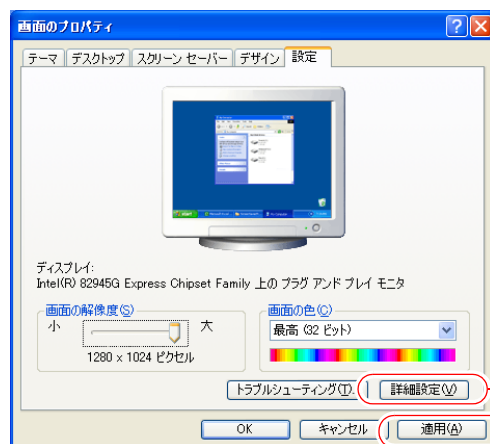 画面のプロパティ
テーマ デスクトップ スクリーン セーバー デザイン 設定
ディスプレイ:
Intel(R) 82945G Express Chipset Family 上の プラグ アンド プレイ モニタ
画面の解像度(S)
小 大
1280 x 1024 ピクセル
画面の色(C)
最高 (32 ビット)
トラブルシューティング(T)... 詳細設定(V)
OK キャンセル 適用(A)